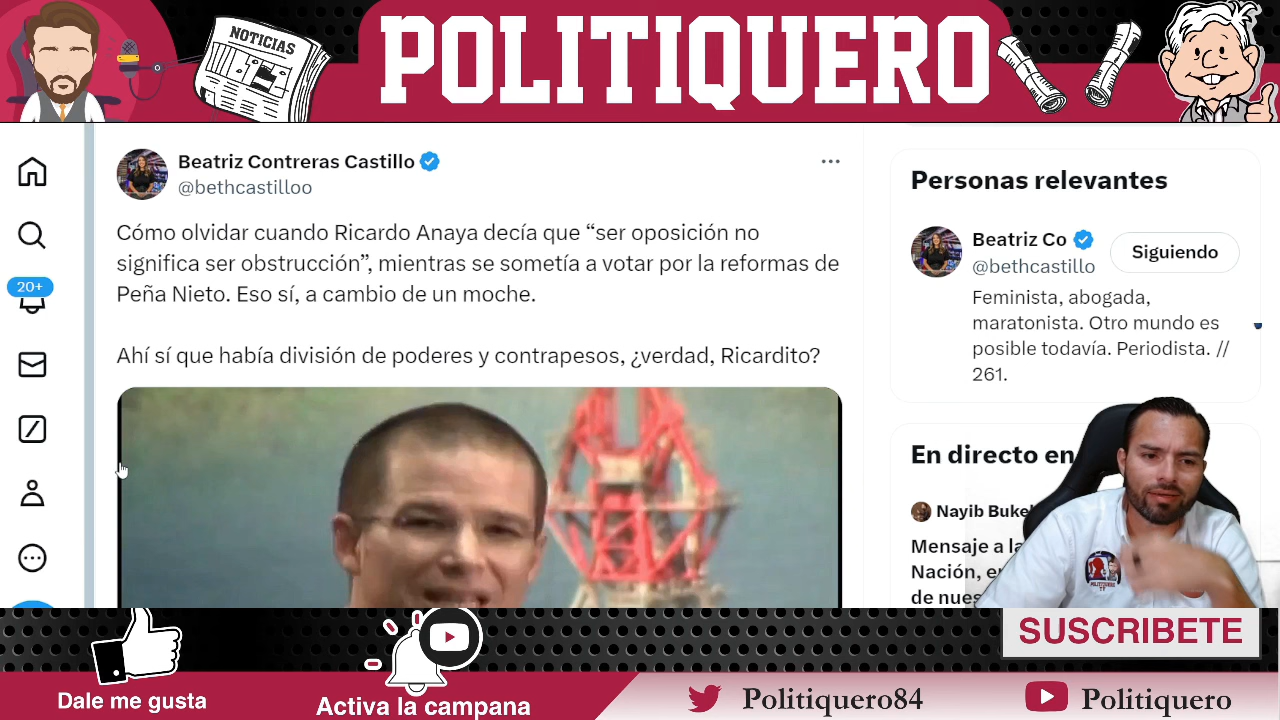 NOTICIAS
POLITIQUERO
Beatriz Contreras Castillo
@bethcastilloo
Cómo olvidar cuando Ricardo Anaya decía que “ser oposición no
significa ser obstrucción”, mientras se sometía a votar por la reformas de
Peña Nieto. Eso sí, a cambio de un moche.
Ahí sí que había división de poderes y contrapesos, ¿verdad, Ricardito?
20+
Personas relevantes
Beatriz Co
@bethcastillo
Siguiendo
Feminista, abogada,
maratonista. Otro mundo es
posible todavía. Periodista. //
261.
En directo en
Nayib Buke
Mensaje a la
Nación, e
de nues
POLITIQUERO
TV
SUSCRIBETE
Dale me gusta
Activa la campana
Politiquero84
Politiquero